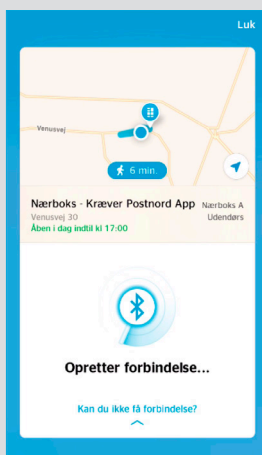 Luk
Venusvej
6 min.
Nærboks - Kræver Postnord App
Nærboks A
Venusvej 30
Udendørs
Åben i dag indtil kl 17:00
Opretter forbindelse...
Kan du ikke få forbindelse?